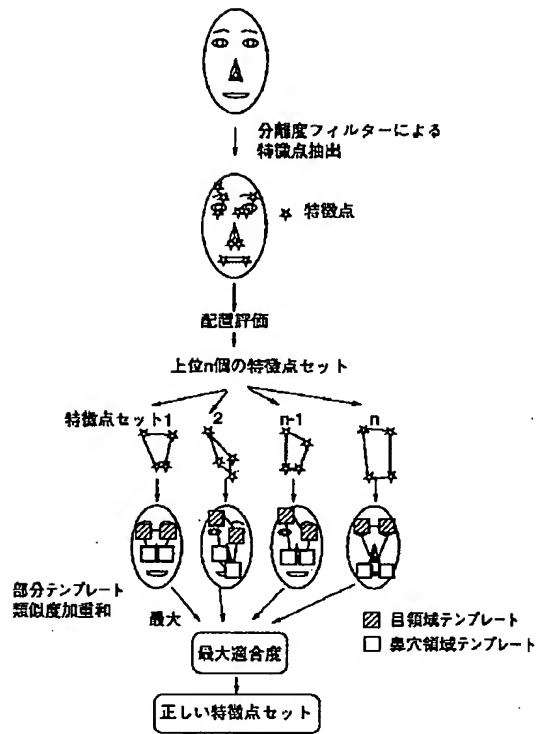 分離度フィルターによる
特徴点抽出
特徴点
配置評価
上位n個の特徴点セット
特徴点セット1
2
n-1
n
部分テンプレート
類似度加重和
最大
目領域テンプレート
鼻穴領域テンプレート
最大適合度
正しい特徴点セット